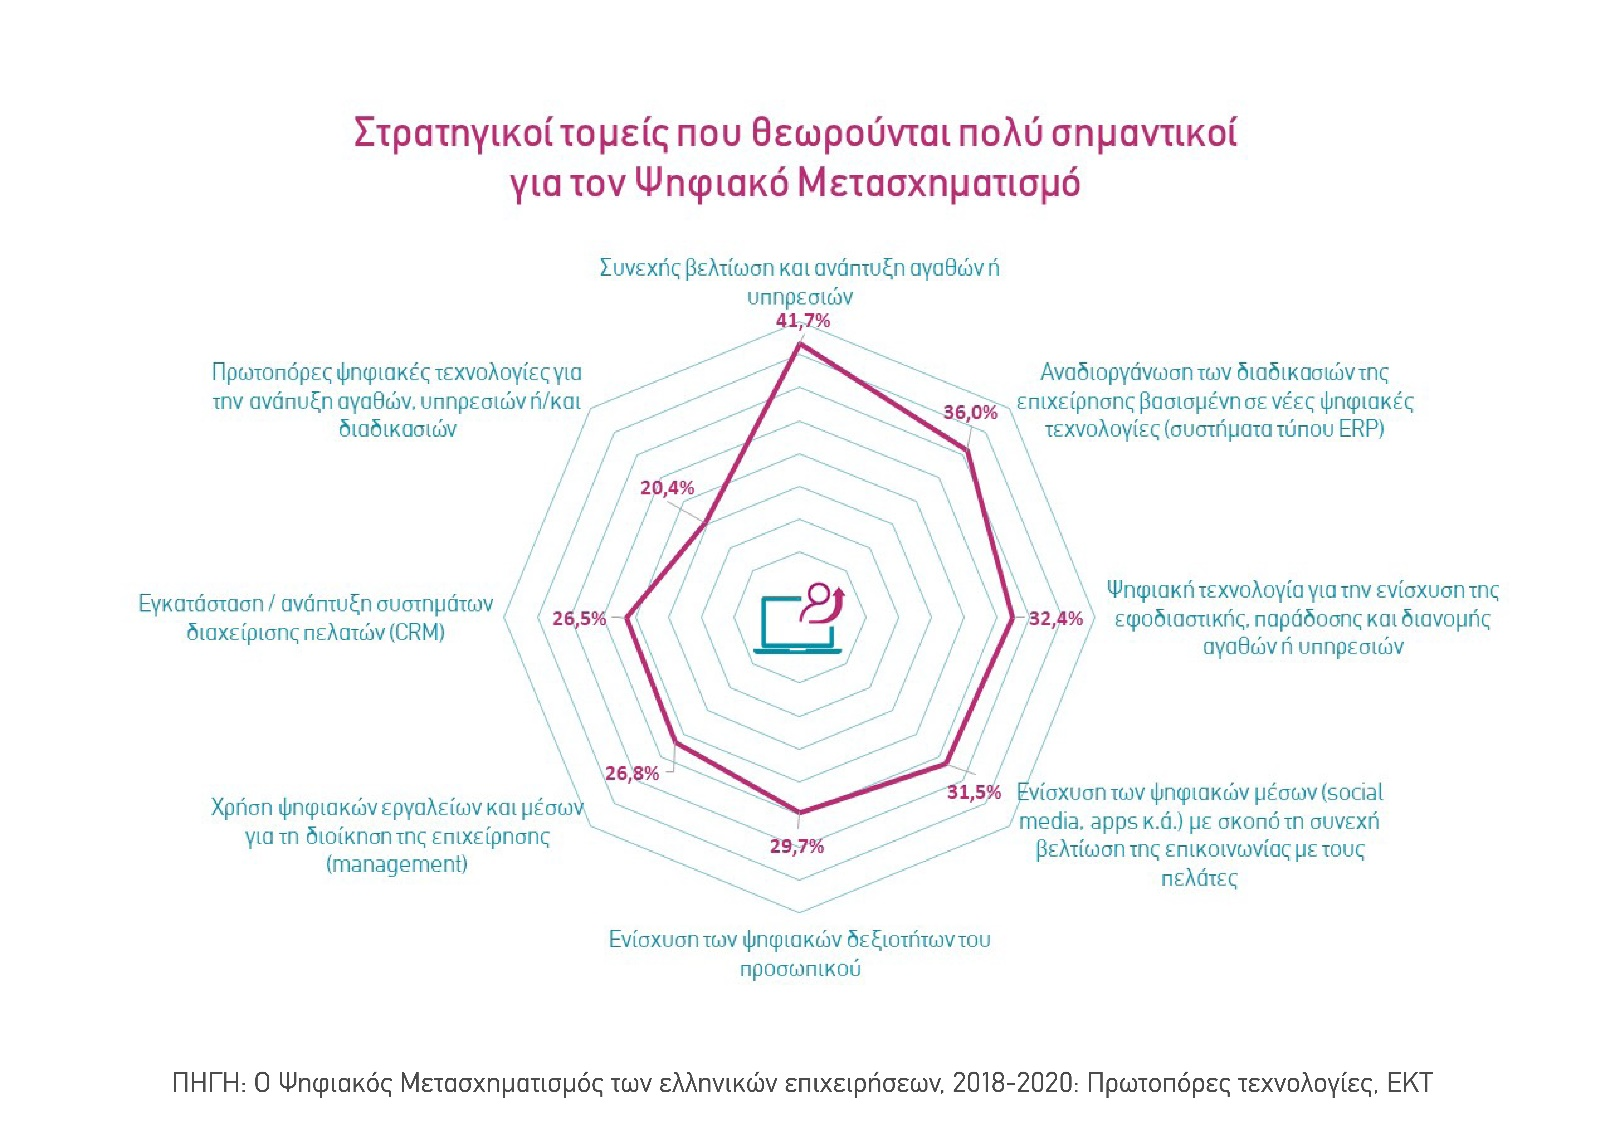 Στρατηγικοί τομείς που θεωρούνται πολύ σημαντικοί
για τον Ψηφιακό Μετασχηματισμό
Συνεχής βελτίωση και ανάπτυξη αγαθών ή
υπηρεσιών
41,7%
Αναδιοργάνωση των διαδικασιών της
επιχείρησης βασισμένη σε νέες ψηφιακές
τεχνολογίες (συστήματα τύπου ERP)
36,0%
Ψηφιακή τεχνολογία για την ενίσχυση της
εφοδιαστικής, παράδοσης και διανομής
αγαθών ή υπηρεσιών
32,4%
Ενίσχυση των ψηφιακών μέσων (social
media, apps κ.ά.) με σκοπό τη συνεχή
βελτίωση της επικοινωνίας με τους
πελάτες
31,5%
Ενίσχυση των ψηφιακών δεξιοτήτων του
προσωπικού
29,7%
Χρήση ψηφιακών εργαλείων και μέσων
για τη διοίκηση της επιχείρησης
(management)
26,8%
Εγκατάσταση / ανάπτυξη συστημάτων
διαχείρισης πελατών (CRM)
26,5%
Πρωτοπόρες ψηφιακές τεχνολογίες για
την ανάπυξη αγαθών, υπηρεσιών ή/και
διαδικασιών
20,4%
ΠΗΓΗ: Ο Ψηφιακός Μετασχηματισμός των ελληνικών επιχειρήσεων, 2018-2020: Πρωτοπόρες τεχνολογίες, ΕΚΤ